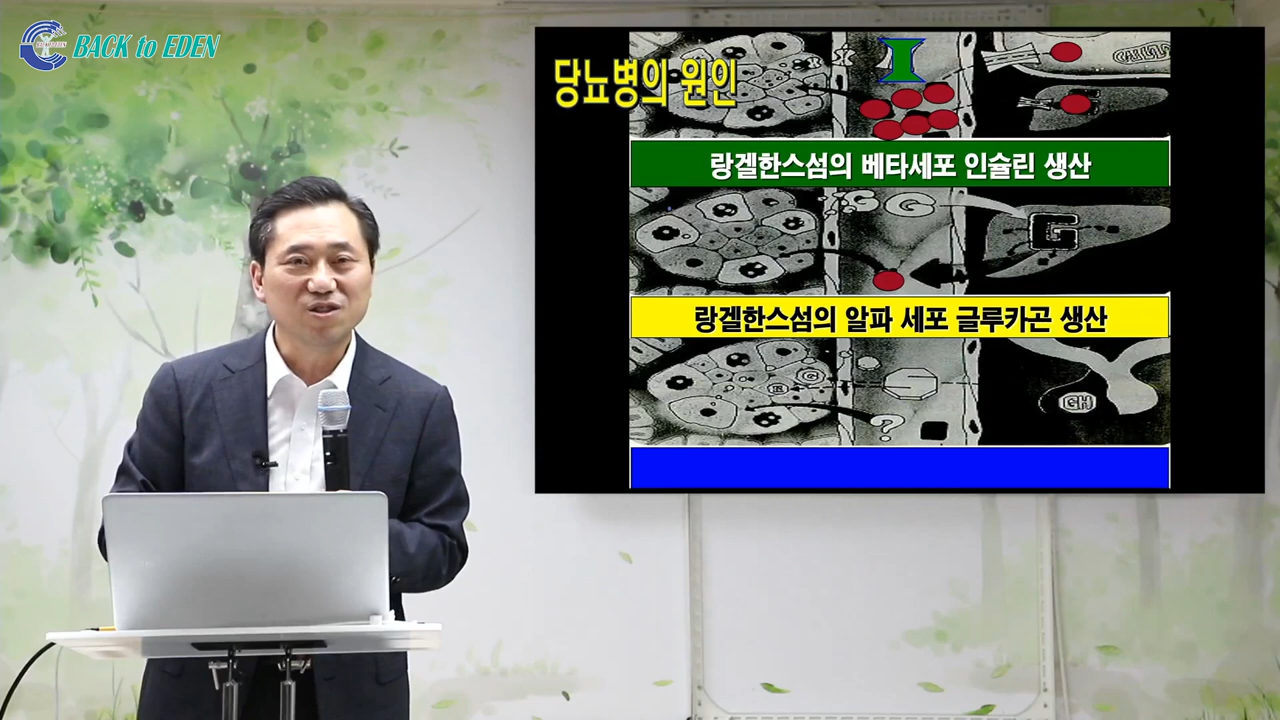 BACK to EDEN
당뇨병의 원인
I
랑겔한스섬의 베타세포 인슐린 생산
G
G
랑겔한스섬의 알파 세포 글루카곤 생산
G
G
?
GH